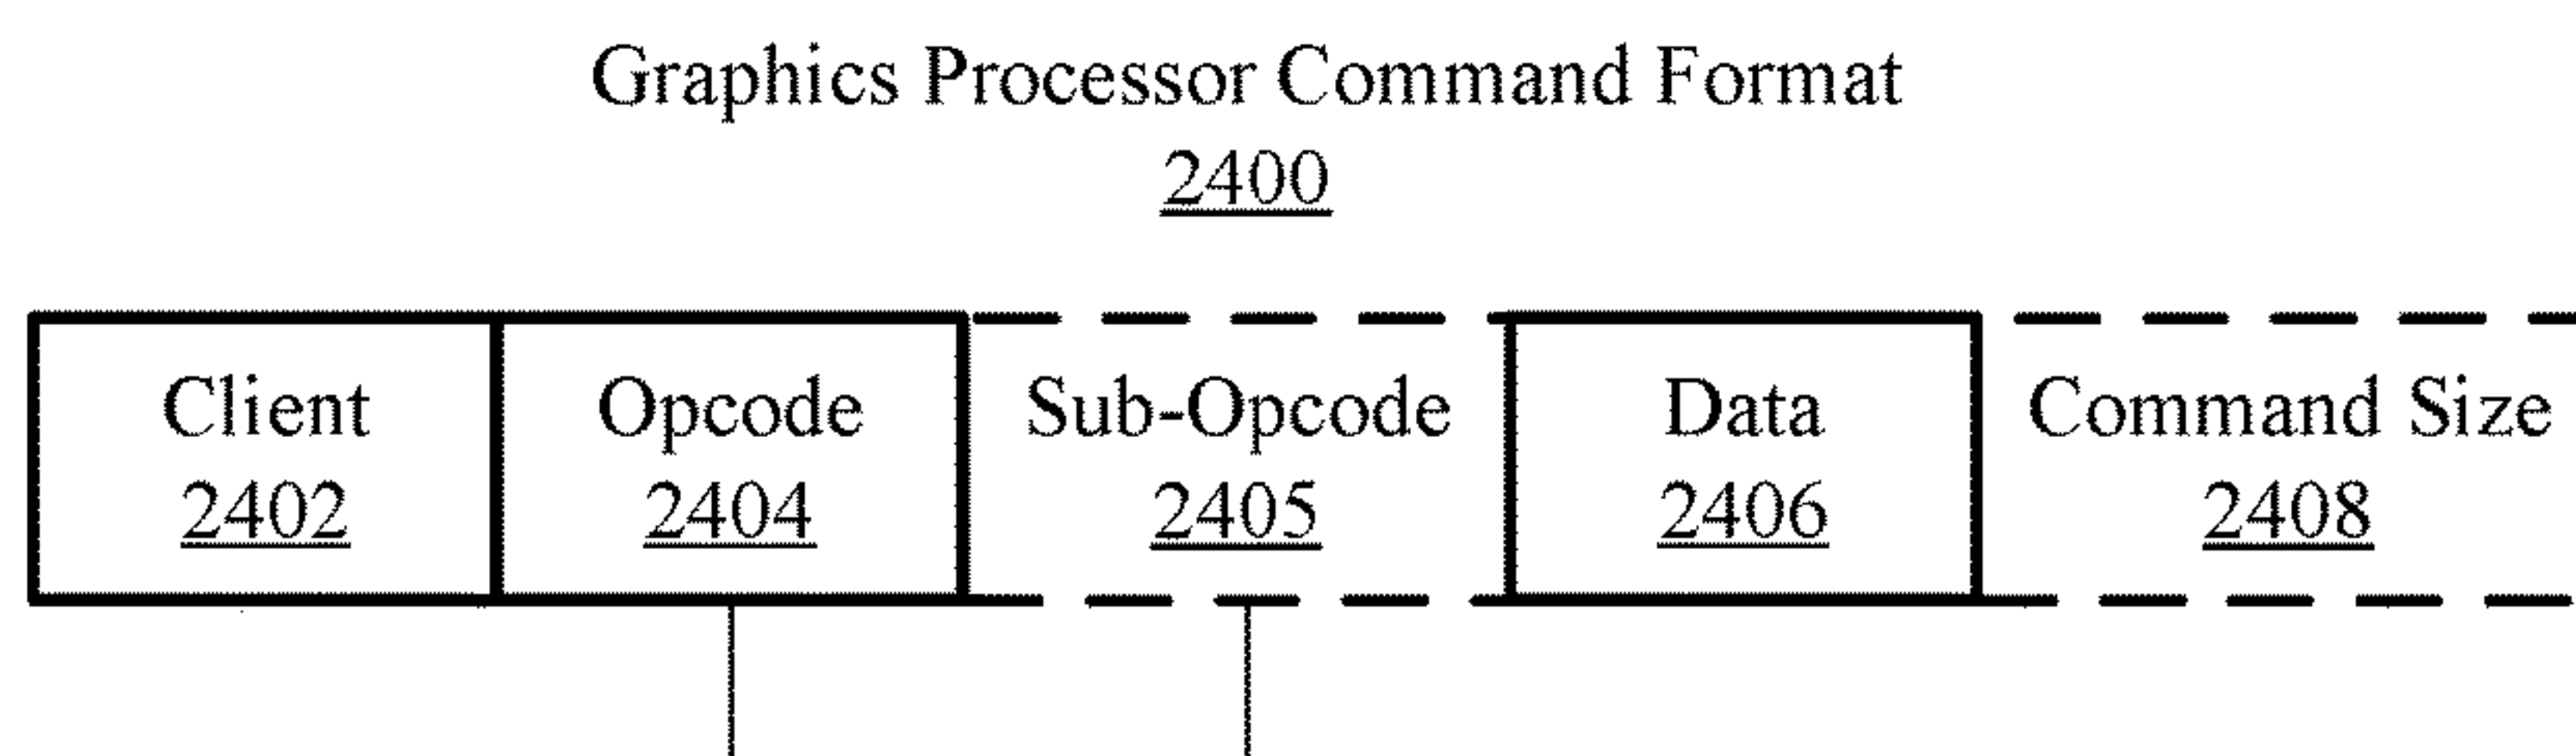 Graphics Processor Command Format
2400
Client Opcode Sub-Opcode Data Command Size
2402 2404 2405 2406 2408